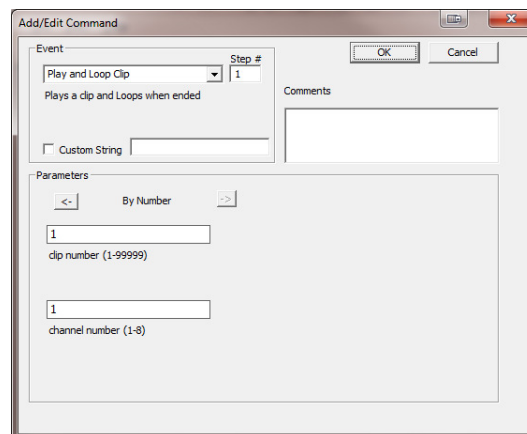 Add/Edit Command
Event
Step #
Play and Loop Clip
1
Plays a clip and Loops when ended
Custom String
OK
Cancel
Comments
Parameters
<-
By Number
->
1
clip number (1-99999)
1
channel number (1-8)